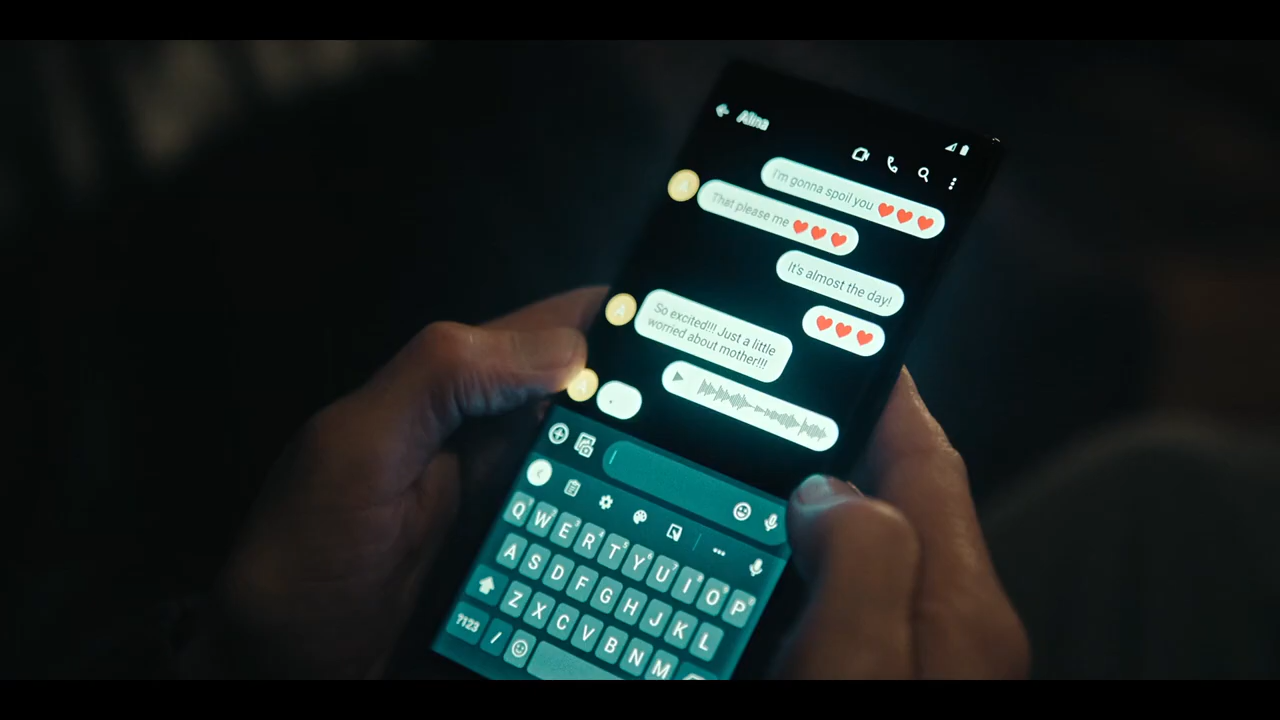 Alina
I'm gonna spoil you ❤❤❤
That please me ❤❤❤
It's almost the day!
❤❤❤
So excited!!! Just a little
worried about mother!!!
A
A
A
Q W E R T Y U I O P
A S D F G H J K L
Z X C V B N M
?123 /